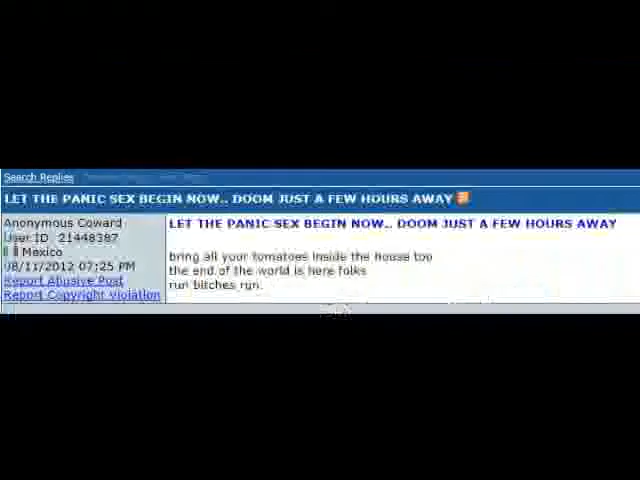 Search Replies
LET THE PANIC SEX BEGIN NOW.. DOOM JUST A FEW HOURS AWAY
Anonymous Coward
User ID: 21448387
Mexico
08/11/2012 07:25 PM
Report Abusive Post
Report Copyright Violation
LET THE PANIC SEX BEGIN NOW.. DOOM JUST A FEW HOURS AWAY
bring all your tomatoes inside the house too
the end of the world is here folks
run bitches run.